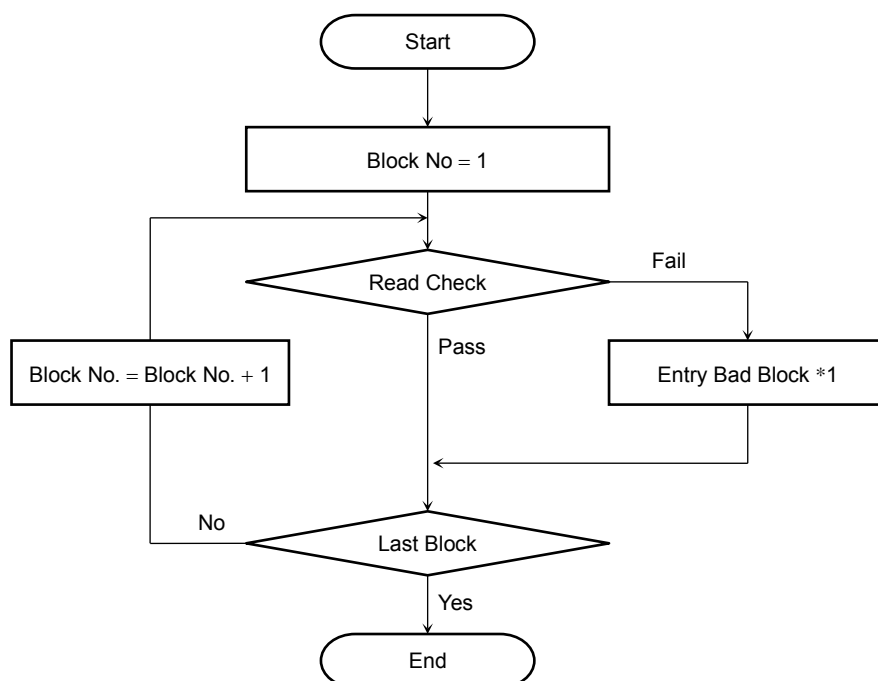 Start
Block No = 1
Read Check
Fail
Pass
Block No. = Block No. + 1
Entry Bad Block *1
No
Last Block
Yes
End